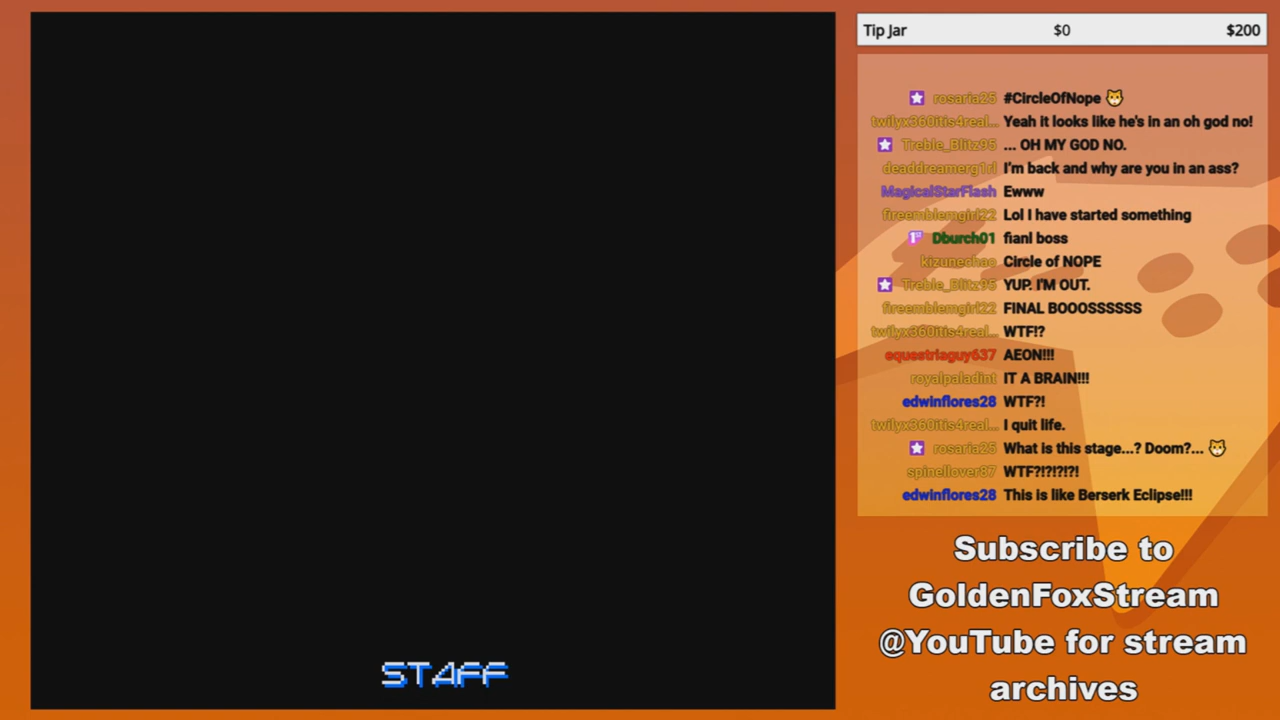 Tip Jar $0 $200
rosaria25 #CircleOfNope
twilyx360itis4real... Yeah it looks like he's in an oh god no!
Treble_Blitz95 ... OH MY GOD NO.
deaddreamerg1rl I'm back and why are you in an ass?
MagicalStarFlash Ewww
fireemblemgirl22 Lol I have started something
Dburch01 fianl boss
kizunechao Circle of NOPE
Treble_Blitz95 YUP. I'M OUT.
fireemblemgirl22 FINAL BOOOSSSSSS
twilyx360itis4real... WTF!?
equestriaguy637 AEON!!!
royalpaladint IT A BRAIN!!!
edwinflores28 WTF?!
twilyx360itis4real... I quit life.
rosaria25 What is this stage...? Doom?...
spinellover87 WTF?!?!?!?!
edwinflores28 This is like Berserk Eclipse!!!
Subscribe to
GoldenFoxStream
@YouTube for stream
archives
STAFF